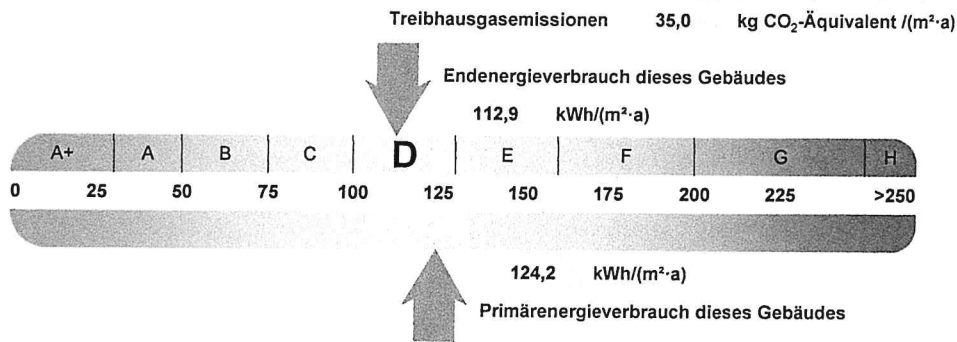 Treibhausgasemissionen 35,0 kg CO₂-Äquivalent /(m²·a)
Endenergieverbrauch dieses Gebäudes
112,9 kWh/(m²·a)
A+ A B C D E F G H
0 25 50 75 100 125 150 175 200 225 >250
124,2 kWh/(m²·a)
Primärenergieverbrauch dieses Gebäudes